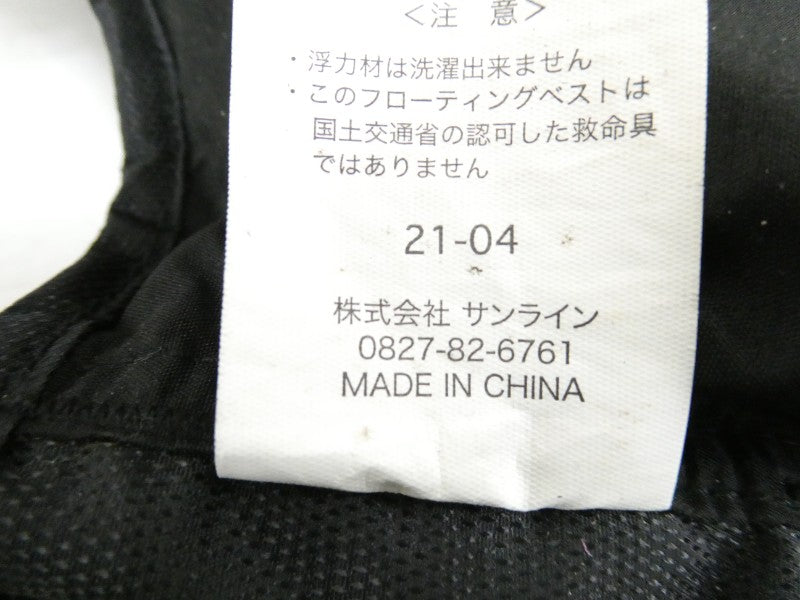 ＜注　意＞
・浮力材は洗濯出来ません
・このフローティングベストは
国土交通省の認可した救命具
ではありません
21-04
株式会社 サンライン
0827-82-6761
MADE IN CHINA